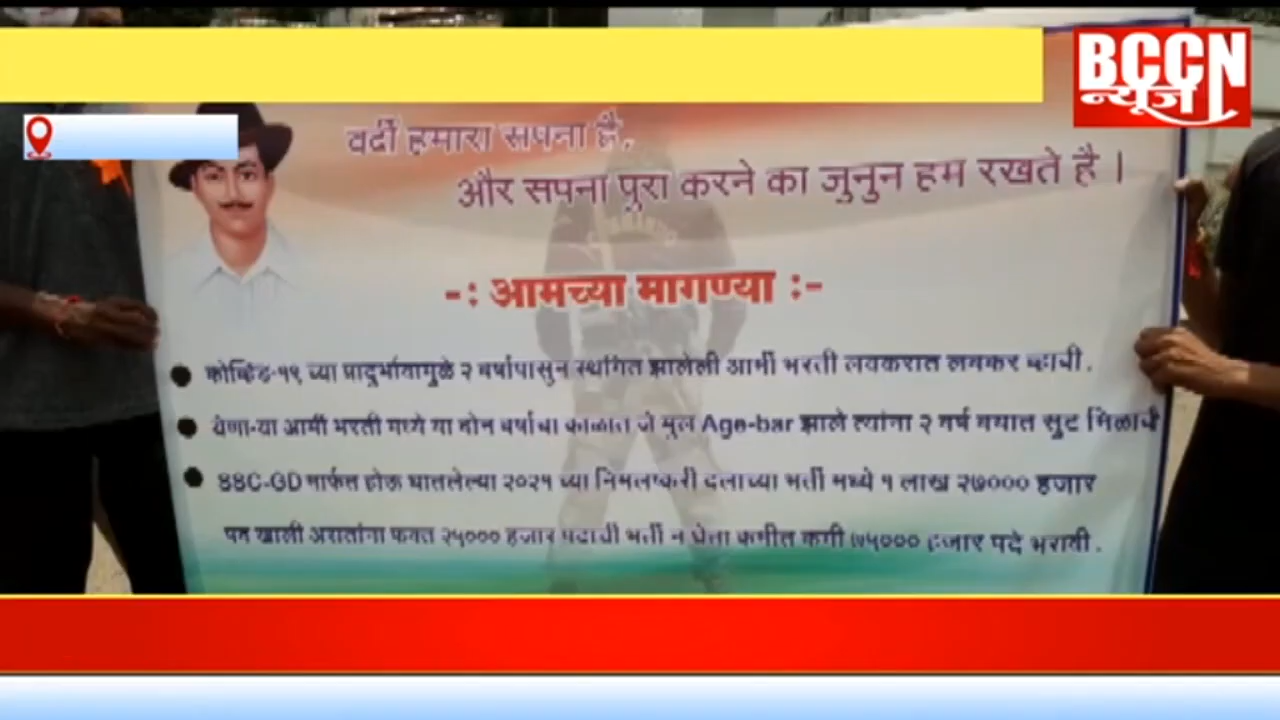 BCCN
न्यूज
वर्दी हमारा सपना है,
और सपना पुरा करने का जुनुन हम रखते है ।
-: आमच्या मागण्या :-
कोव्हिड-१९ च्या प्रादुर्भावामुळे २ वर्षापासुन स्थगित झालेली आर्मी भरती लवकरात लवकर व्हावी.
येणा-या आर्मी भरती मध्ये या दोन वर्षाचा काळात जे मुल Age-bar झाले त्यांना २ वर्ष वयात सुट मिळावे
SSC-GD मार्फत होऊ घातलेल्या २०२१ च्या निमलष्करी दलाच्या भर्ती मध्ये १ लाख २७००० हजार
पद खाली असतांना फक्त २५००० हजार पदाची भर्ती न घेता कमीत कमी ७५००० हजार पदे भरावी.